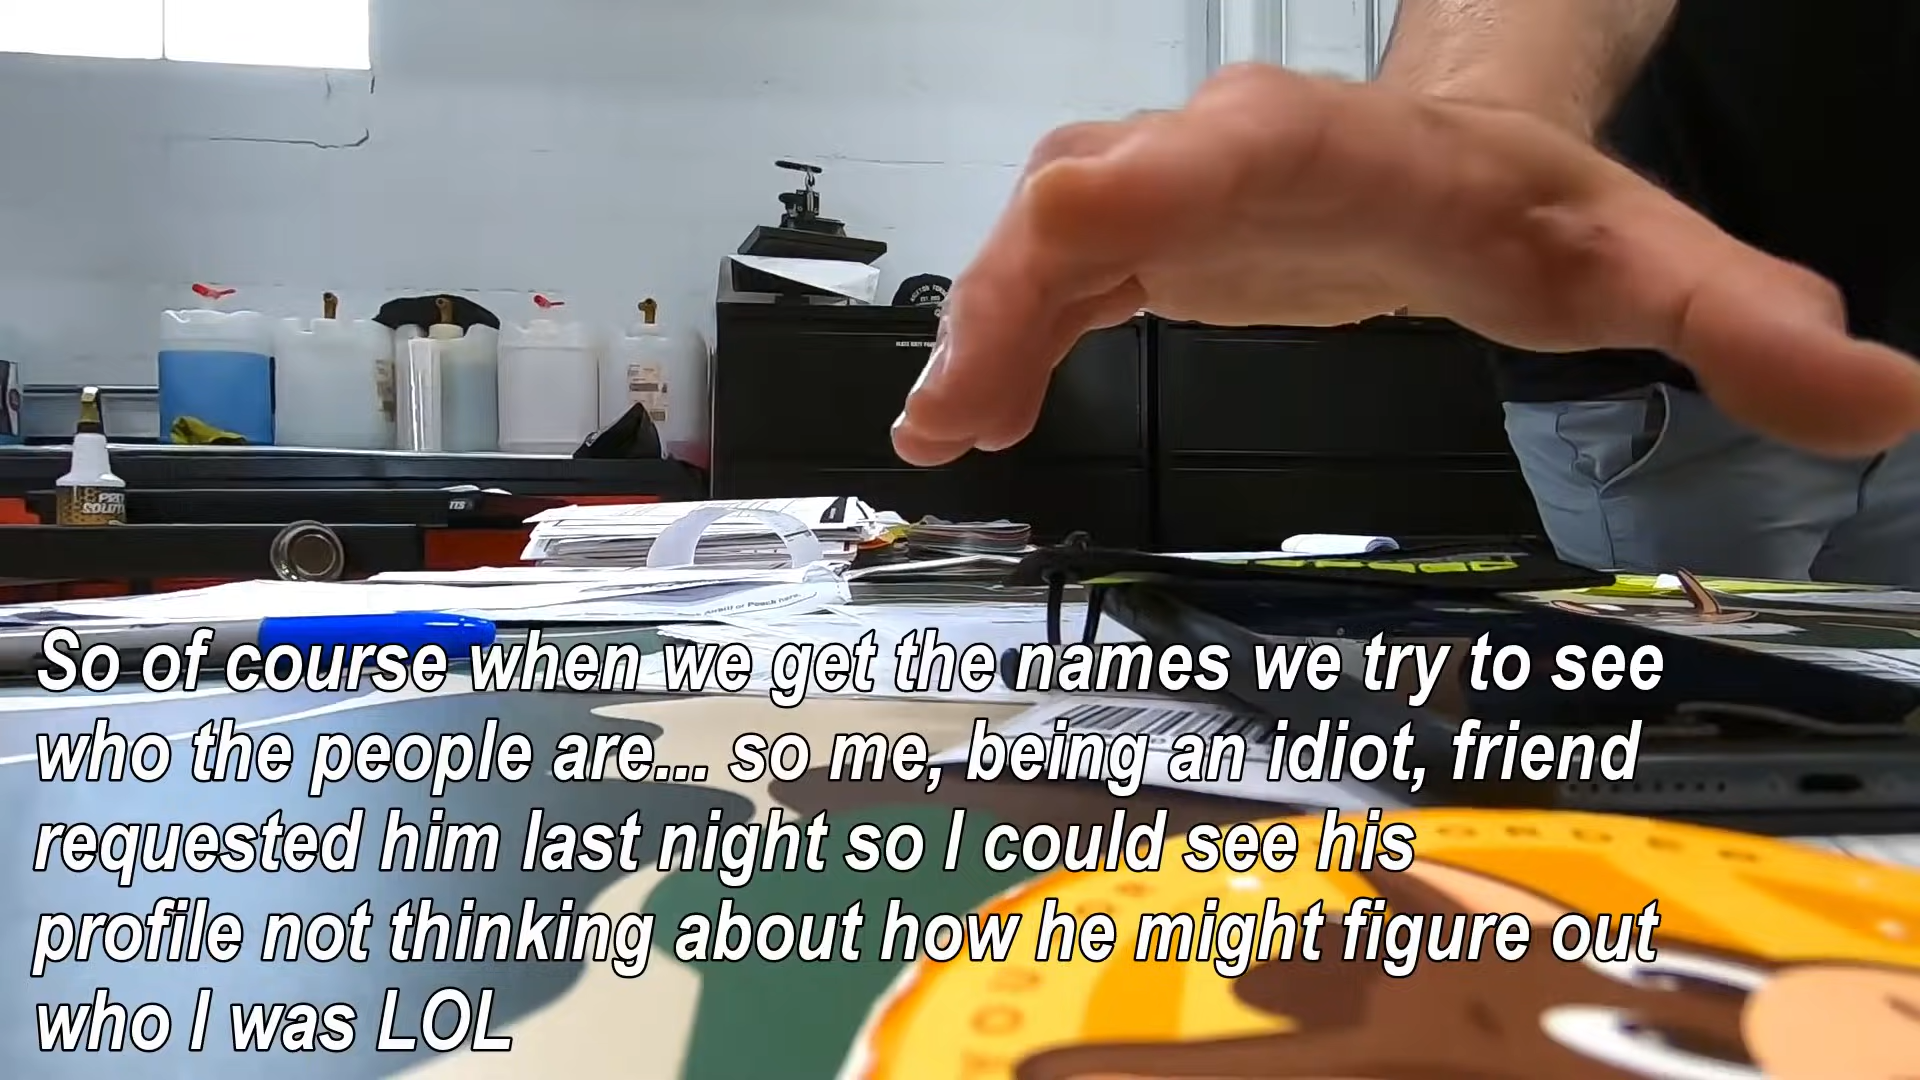 PRO
SOLUTI
So of course when we get the names we try to see
who the people are... so me, being an idiot, friend
requested him last night so I could see his
profile not thinking about how he might figure out
who I was LOL